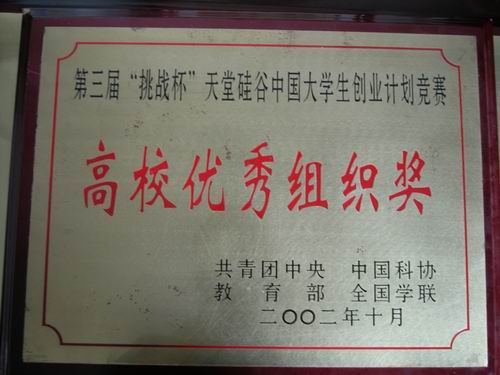 第三届“挑战杯”天堂硅谷中国大学生创业计划竞赛
高校优秀组织奖
共青团中央 中国科协
教育部 全国学联
二〇〇二年十月